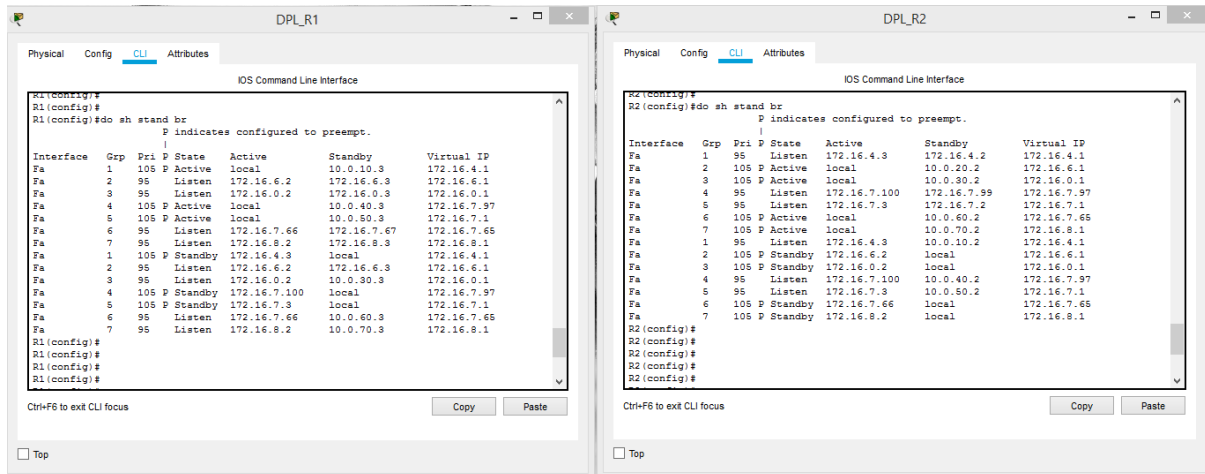 DPL_R1
Physical Config CLI Attributes
IOS Command Line Interface
R1(config)#
R1(config)#
R1(config)#do sh stand br
P indicates configured to preempt.
|
Interface Grp Pri P State Active Standby Virtual IP
Fa 1 105 P Active local 10.0.10.3 172.16.4.1
Fa 2 95 Listen 172.16.6.2 172.16.6.3 172.16.6.1
Fa 3 95 Listen 172.16.0.2 172.16.0.3 172.16.0.1
Fa 4 105 P Active local 10.0.40.3 172.16.7.97
Fa 5 105 P Active local 10.0.50.3 172.16.7.1
Fa 6 95 Listen 172.16.7.66 172.16.7.67 172.16.7.65
Fa 7 95 Listen 172.16.8.2 172.16.8.3 172.16.8.1
Fa 1 105 P Standby 172.16.4.3 local 172.16.4.1
Fa 2 95 Listen 172.16.6.2 172.16.6.3 172.16.6.1
Fa 3 95 Listen 172.16.0.2 10.0.30.3 172.16.0.1
Fa 4 105 P Standby 172.16.7.100 local 172.16.7.97
Fa 5 105 P Standby 172.16.7.3 local 172.16.7.1
Fa 6 95 Listen 172.16.7.66 10.0.60.3 172.16.7.65
Fa 7 95 Listen 172.16.8.2 10.0.70.3 172.16.8.1
R1(config)#
R1(config)#
R1(config)#
R1(config)#
Ctrl+F6 to exit CLI focus
Copy Paste
Top
DPL_R2
Physical Config CLI Attributes
IOS Command Line Interface
R2(config)#
R2(config)#do sh stand br
P indicates configured to preempt.
|
Interface Grp Pri P State Active Standby Virtual IP
Fa 1 95 Listen 172.16.4.3 172.16.4.2 172.16.4.1
Fa 2 105 P Active local 10.0.20.2 172.16.6.1
Fa 3 105 P Active local 10.0.30.2 172.16.0.1
Fa 4 95 Listen 172.16.7.100 172.16.7.99 172.16.7.97
Fa 5 95 Listen 172.16.7.3 172.16.7.2 172.16.7.1
Fa 6 105 P Active local 10.0.60.2 172.16.7.65
Fa 7 105 P Active local 10.0.70.2 172.16.8.1
Fa 1 95 Listen 172.16.4.3 10.0.10.2 172.16.4.1
Fa 2 105 P Standby 172.16.6.2 local 172.16.6.1
Fa 3 105 P Standby 172.16.0.2 local 172.16.0.1
Fa 4 95 Listen 172.16.7.100 10.0.40.2 172.16.7.97
Fa 5 95 Listen 172.16.7.3 10.0.50.2 172.16.7.1
Fa 6 105 P Standby 172.16.7.66 local 172.16.7.65
Fa 7 105 P Standby 172.16.8.2 local 172.16.8.1
R2(config)#
R2(config)#
R2(config)#
R2(config)#
Ctrl+F6 to exit CLI focus
Copy Paste
Top